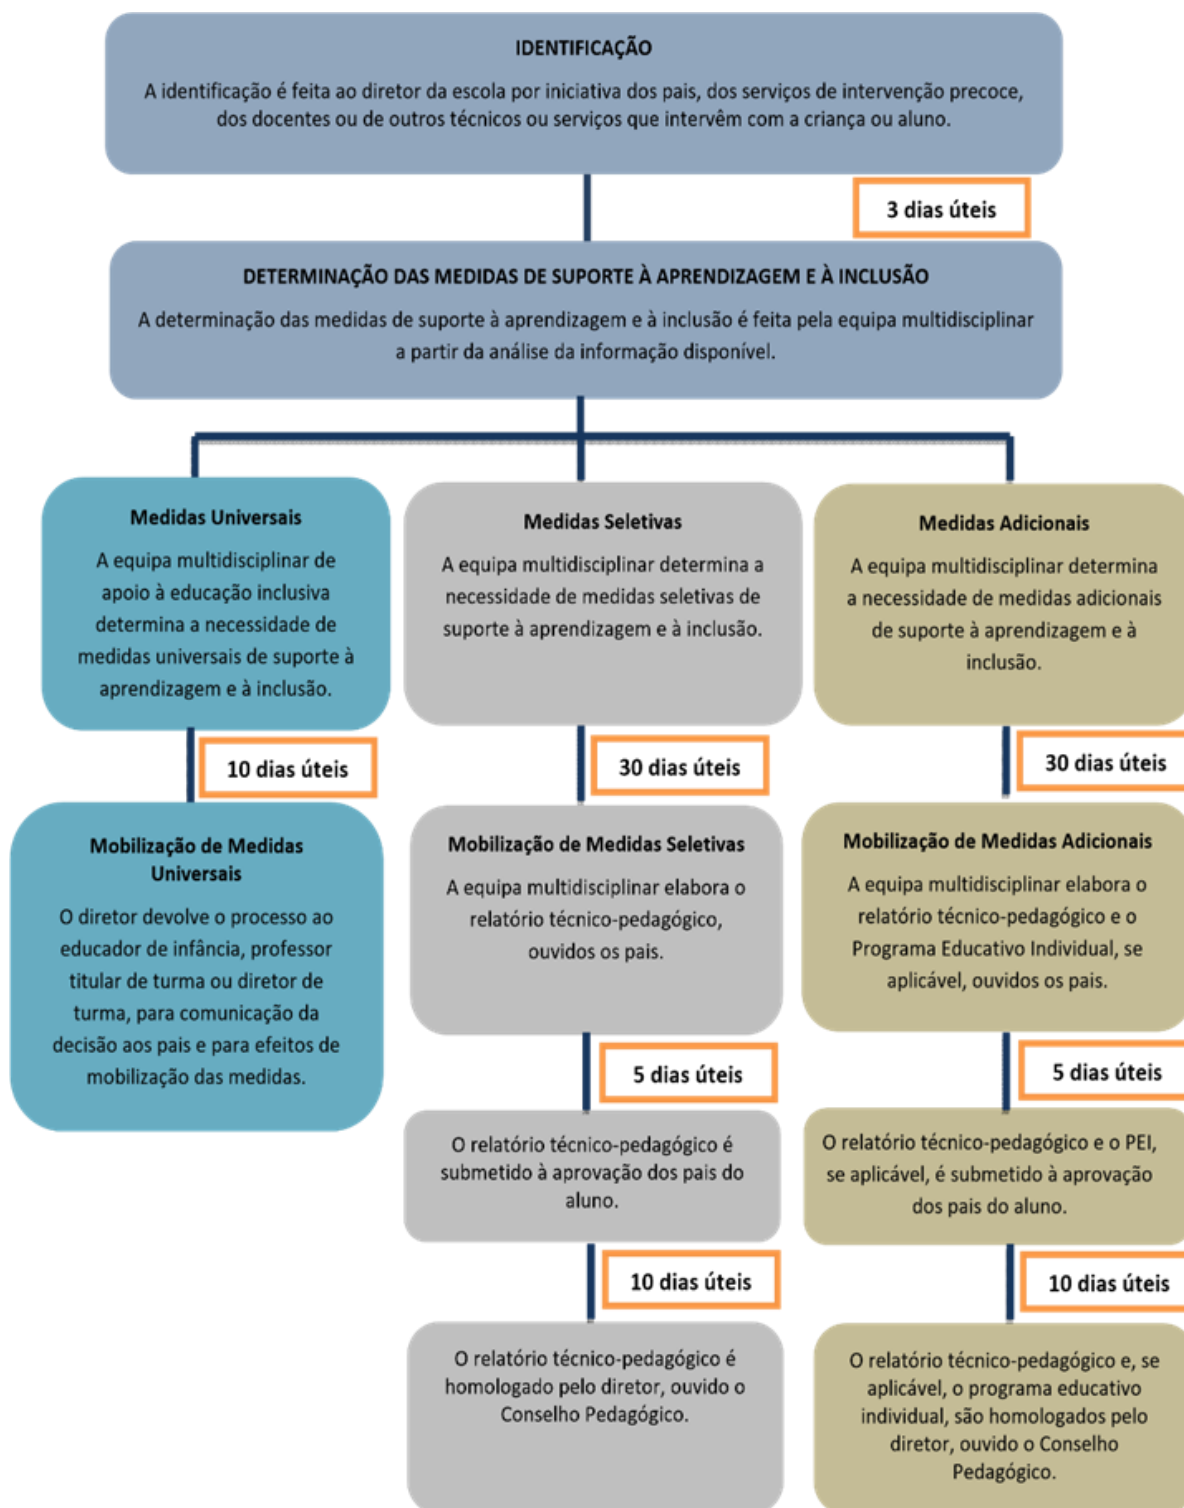 IDENTIFICAÇÃO
A identificação é feita ao diretor da escola por iniciativa dos pais, dos serviços de intervenção precoce,
dos docentes ou de outros técnicos ou serviços que intervêm com a criança ou aluno.
3 dias úteis
DETERMINAÇÃO DAS MEDIDAS DE SUPORTE À APRENDIZAGEM E À INCLUSÃO
A determinação das medidas de suporte à aprendizagem e à inclusão é feita pela equipa multidisciplinar
a partir da análise da informação disponível.
Medidas Universais
A equipa multidisciplinar de
apoio à educação inclusiva
determina a necessidade de
medidas universais de suporte à
aprendizagem e à inclusão.
10 dias úteis
Mobilização de Medidas
Universais
O diretor devolve o processo ao
educador de infância, professor
titular de turma ou diretor de
turma, para comunicação da
decisão aos pais e para efeitos de
mobilização das medidas.
Medidas Seletivas
A equipa multidisciplinar determina a
necessidade de medidas seletivas de
suporte à aprendizagem e à inclusão.
30 dias úteis
Mobilização de Medidas Seletivas
A equipa multidisciplinar elabora o
relatório técnico-pedagógico,
ouvidos os pais.
5 dias úteis
O relatório técnico-pedagógico é
submetido à aprovação dos pais do
aluno.
10 dias úteis
O relatório técnico-pedagógico é
homologado pelo diretor, ouvido o
Conselho Pedagógico.
Medidas Adicionais
A equipa multidisciplinar determina
a necessidade de medidas adicionais
de suporte à aprendizagem e à
inclusão.
30 dias úteis
Mobilização de Medidas Adicionais
A equipa multidisciplinar elabora o
relatório técnico-pedagógico e o
Programa Educativo Individual, se
aplicável, ouvidos os pais.
5 dias úteis
O relatório técnico-pedagógico e o PEI,
se aplicável, é submetido à aprovação
dos pais do aluno.
10 dias úteis
O relatório técnico-pedagógico e, se
aplicável, o programa educativo
individual, são homologados pelo
diretor, ouvido o Conselho
Pedagógico.